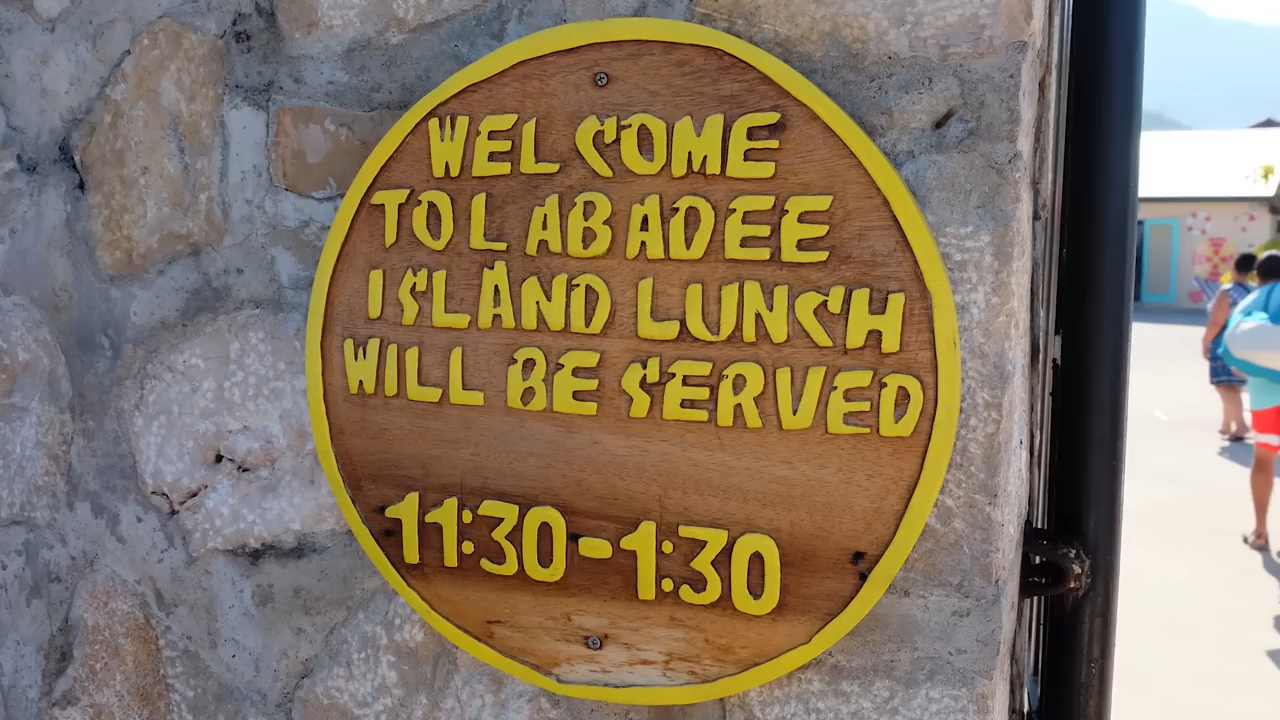 WELCOME
TO LABADEE
ISLAND LUNCH
WILL BE SERVED
11:30-1:30